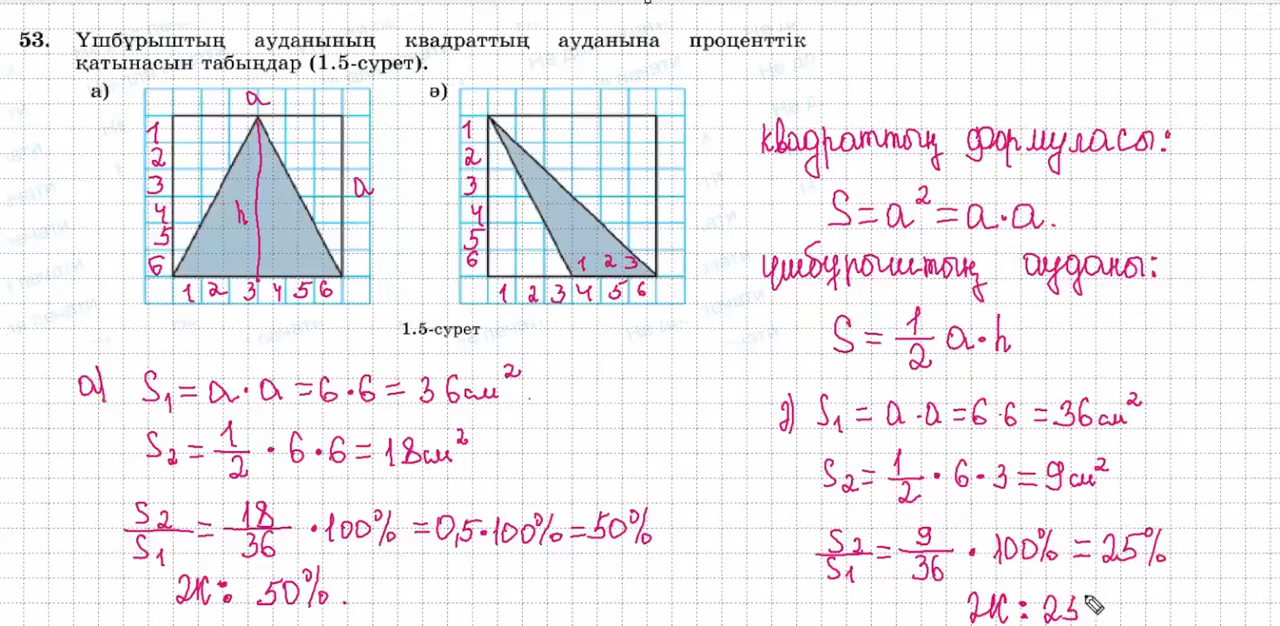 53. Үшбұрыштың ауданының квадраттың ауданына проценттік
қатынасын табыңдар (1.5-сурет).
а)
a
1
2
3
4
5
6
h
a
1 2 3 4 5 6
ә)
1
2
3
4
5
6
1 2 3
1 2 3 4 5 6
1.5-сурет
квадраттың формуласы:
S = a² = a · a.
үшбұрыштың ауданы:
S = 1/2 a · h
а) S₁ = a · a = 6 · 6 = 36 см²
S₂ = 1/2 · 6 · 6 = 18 см²
S₂/S₁ = 18/36 · 100% = 0,5 · 100% = 50%
Ж: 50%.
ә) S₁ = a · a = 6 · 6 = 36 см²
S₂ = 1/2 · 6 · 3 = 9 см²
S₂/S₁ = 9/36 · 100% = 25%
Ж: 25